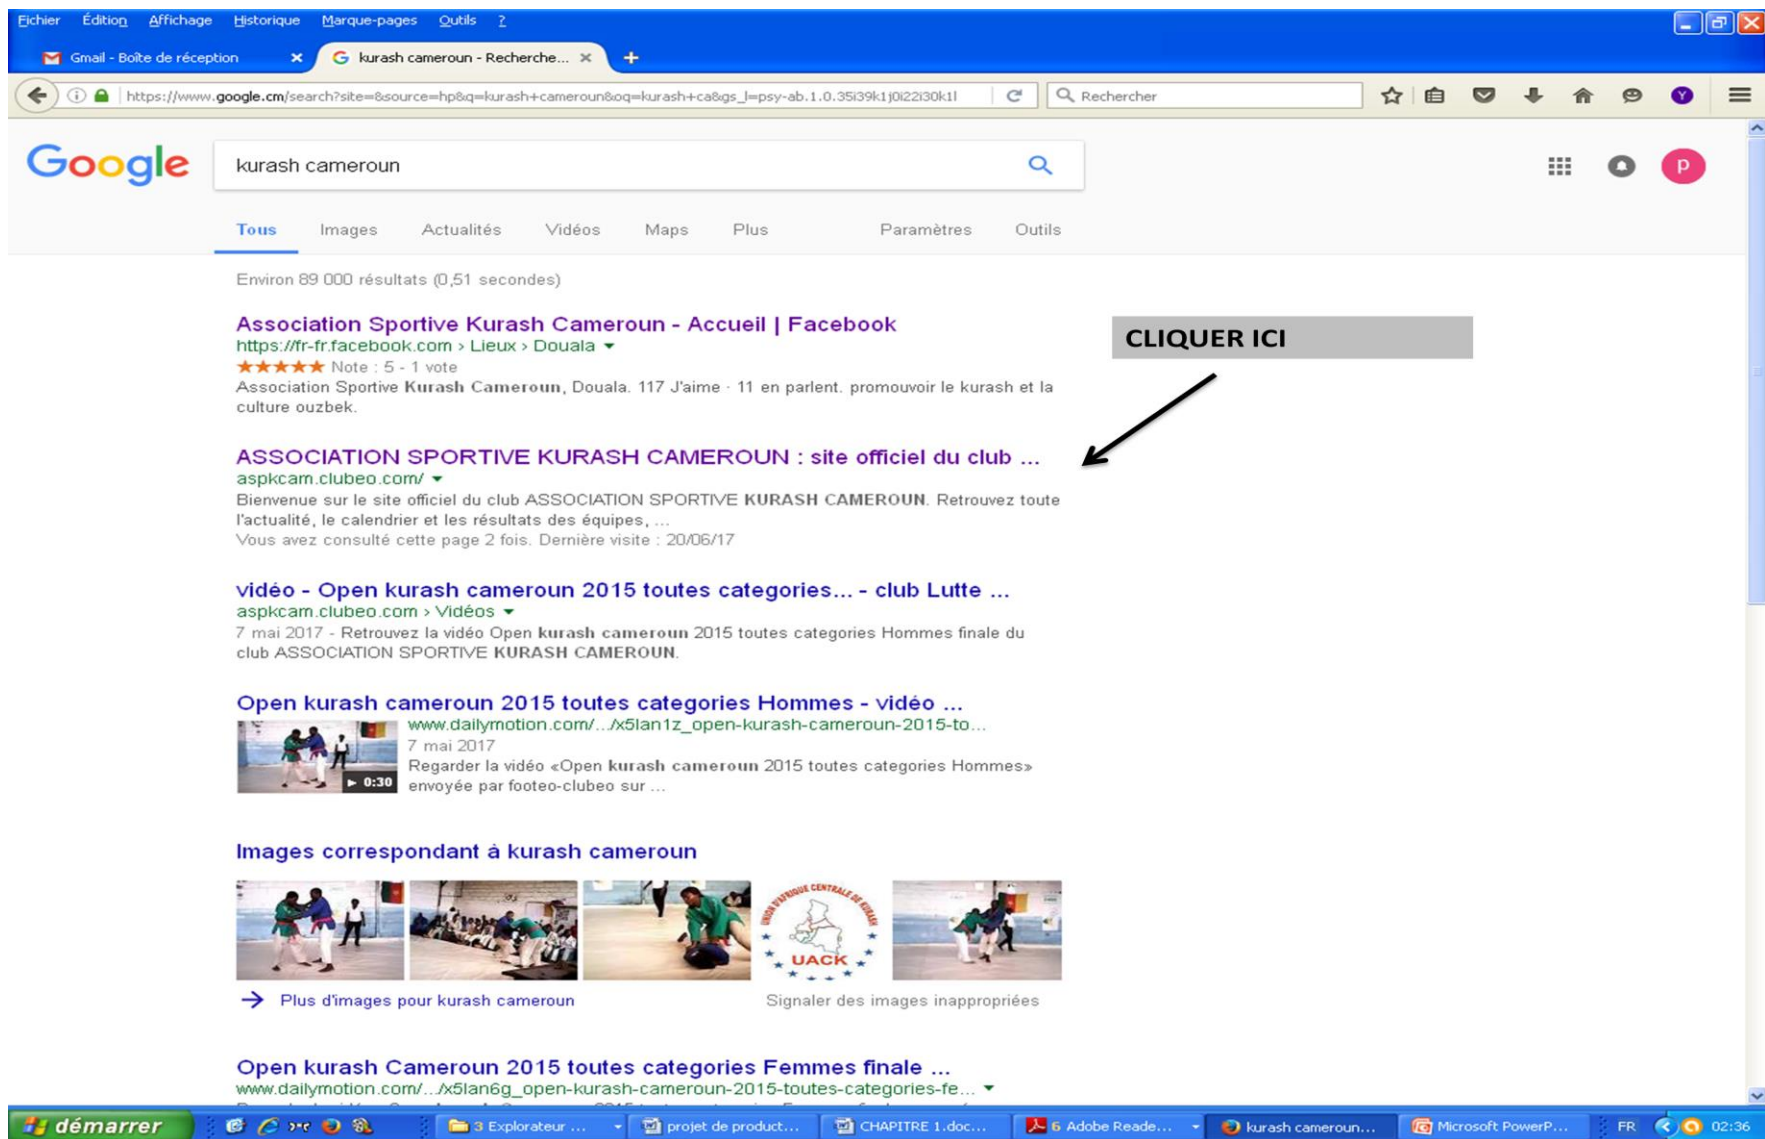 Fichier Édition Affichage Historique Marque-pages Outils ?
Gmail - Boîte de réception
kurash cameroun - Recherche...
https://www.google.cm/search?site=&source=hp&q=kurash+cameroun&oq=kurash+ca&gs_l=psy-ab.1.0.35i39k1j0i22i30k1l
Rechercher
Google
kurash cameroun
P
Tous Images Actualités Vidéos Maps Plus Paramètres Outils
Environ 89 000 résultats (0,51 secondes)
Association Sportive Kurash Cameroun - Accueil | Facebook
https://fr-fr.facebook.com › Lieux › Douala
Note : 5 - 1 vote
Association Sportive Kurash Cameroun, Douala. 117 J'aime · 11 en parlent. promouvoir le kurash et la
culture ouzbek.
CLIQUER ICI
ASSOCIATION SPORTIVE KURASH CAMEROUN : site officiel du club ...
aspkcam.clubeo.com/
Bienvenue sur le site officiel du club ASSOCIATION SPORTIVE KURASH CAMEROUN. Retrouvez toute
l'actualité, le calendrier et les résultats des équipes, ...
Vous avez consulté cette page 2 fois. Dernière visite : 20/06/17
vidéo - Open kurash cameroun 2015 toutes categories... - club Lutte ...
aspkcam.clubeo.com › Vidéos
7 mai 2017 - Retrouvez la vidéo Open kurash cameroun 2015 toutes categories Hommes finale du
club ASSOCIATION SPORTIVE KURASH CAMEROUN.
Open kurash cameroun 2015 toutes categories Hommes - vidéo ...
www.dailymotion.com/.../x5lan1z_open-kurash-cameroun-2015-to...
7 mai 2017
Regarder la vidéo «Open kurash cameroun 2015 toutes categories Hommes»
envoyée par footeo-clubeo sur ...
0:30
Images correspondant à kurash cameroun
UNION D'AFRIQUE CENTRALE DE KURASH
UACK
Plus d'images pour kurash cameroun
Signaler des images inappropriées
Open kurash Cameroun 2015 toutes categories Femmes finale ...
www.dailymotion.com/.../x5lan6g_open-kurash-cameroun-2015-toutes-categories-fe...
démarrer
3 Explorateur ...
projet de product...
CHAPITRE 1.doc...
6 Adobe Reade...
kurash cameroun...
Microsoft PowerP...
FR
02:36